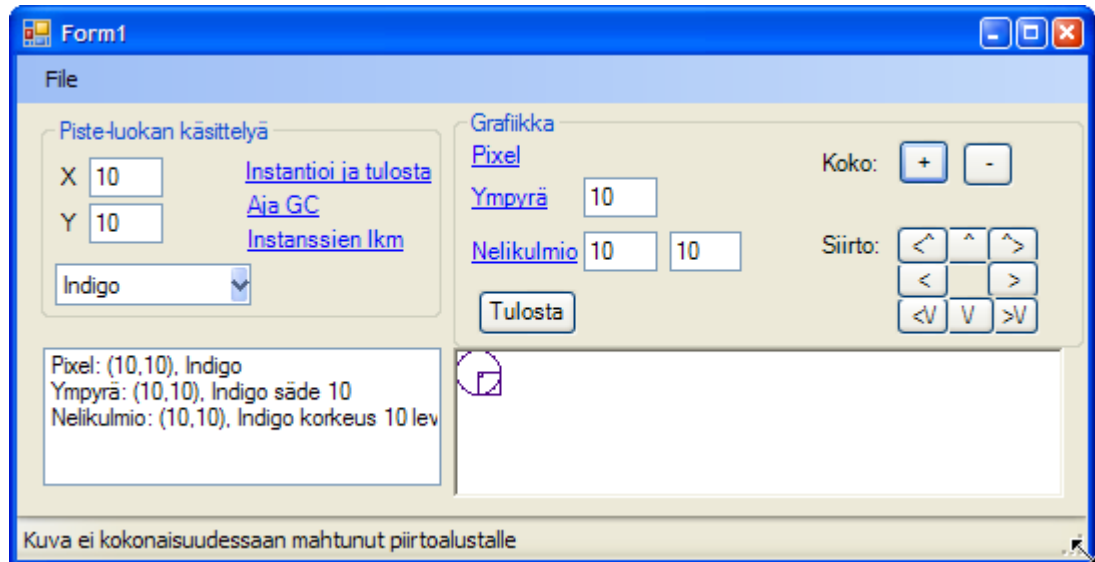 Form1
File
Piste-luokan käsittelyä
X 10
Y 10
Instantioi ja tulosta
Aja GC
Instanssien lkm
Indigo
Grafiikka
Pixel
Ympyrä 10
Nelikulmio 10 10
Tulosta
Koko: + -
Siirto: <^ ^ ^>
< >
<V V >V
Pixel: (10,10), Indigo
Ympyrä: (10,10), Indigo säde 10
Nelikulmio: (10,10), Indigo korkeus 10 lev
Kuva ei kokonaisuudessaan mahtunut piirtoalustalle